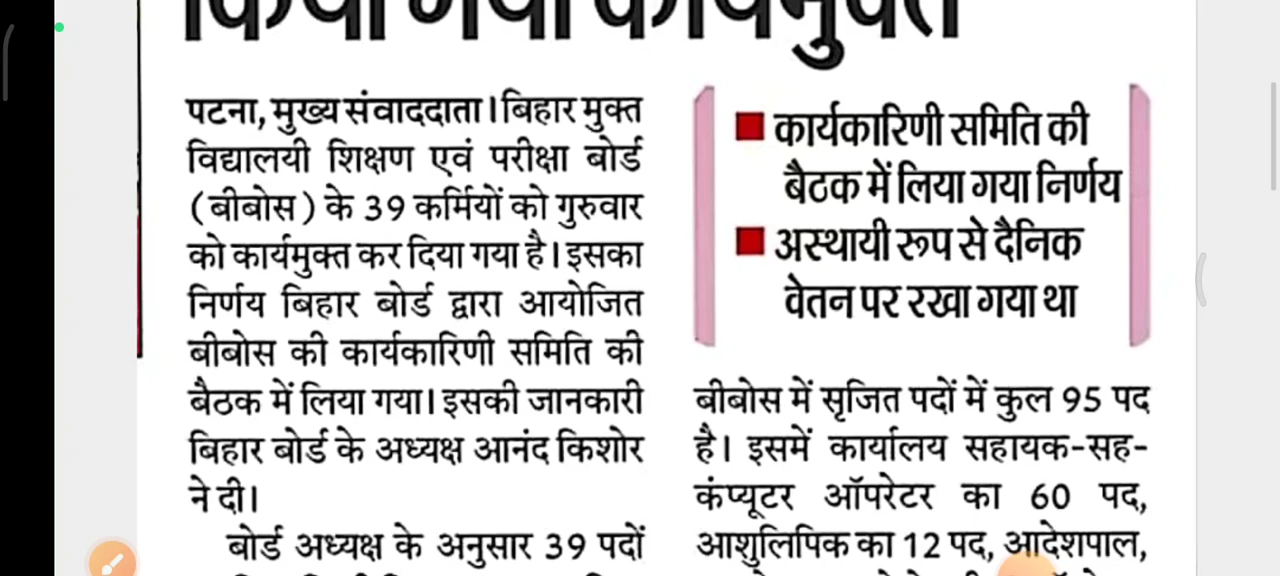 किया गया कार्यमुक्त
पटना, मुख्य संवाददाता। बिहार मुक्त
विद्यालयी शिक्षण एवं परीक्षा बोर्ड
(बीबोस) के 39 कर्मियों को गुरुवार
को कार्यमुक्त कर दिया गया है। इसका
निर्णय बिहार बोर्ड द्वारा आयोजित
बीबोस की कार्यकारिणी समिति की
बैठक में लिया गया। इसकी जानकारी
बिहार बोर्ड के अध्यक्ष आनंद किशोर
ने दी।
बोर्ड अध्यक्ष के अनुसार 39 पदों
■ कार्यकारिणी समिति की
बैठक में लिया गया निर्णय
■ अस्थायी रूप से दैनिक
वेतन पर रखा गया था
बीबोस में सृजित पदों में कुल 95 पद
है। इसमें कार्यालय सहायक-सह-
कंप्यूटर ऑपरेटर का 60 पद,
आशुलिपिक का 12 पद, आदेशपाल,